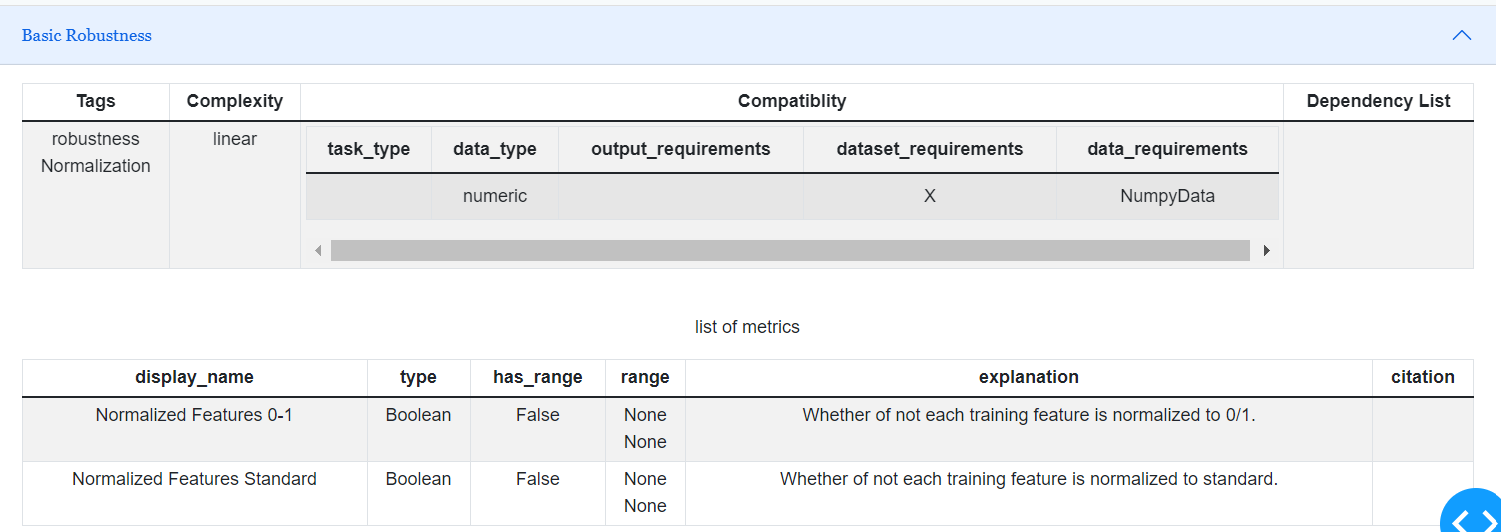 Basic Robustness
Tags Complexity Compatiblity Dependency List
robustness linear
Normalization
task_type data_type output_requirements dataset_requirements data_requirements
numeric X NumpyData
list of metrics
display_name type has_range range explanation citation
Normalized Features 0-1 Boolean False None Whether of not each training feature is normalized to 0/1.
None
Normalized Features Standard Boolean False None Whether of not each training feature is normalized to standard.
None